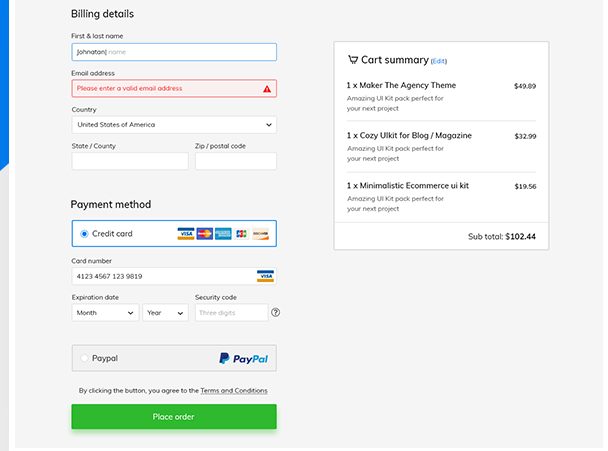 Billing details
First & last name
Johnatan| name
Email address
Please enter a valid email address
Country
United States of America
State / County
Zip / postal code
Payment method
Credit card
VISA
DISCOVER
JCB
Card number
4123 4567 123 9819
VISA
Expiration date
Security code
Month
Year
Three digits
?
Paypal
PayPal
By clicking the button, you agree to the Terms and Conditions
Place order
Cart summary (Edit)
1 x Maker The Agency Theme
$49.89
Amazing UI Kit pack perfect for
your next project
1 x Cozy UIkit for Blog / Magazine
$32.99
Amazing UI Kit pack perfect for
your next project
1 x Minimalistic Ecommerce ui kit
$19.56
Amazing UI Kit pack perfect for
your next project
Sub total: $102.44